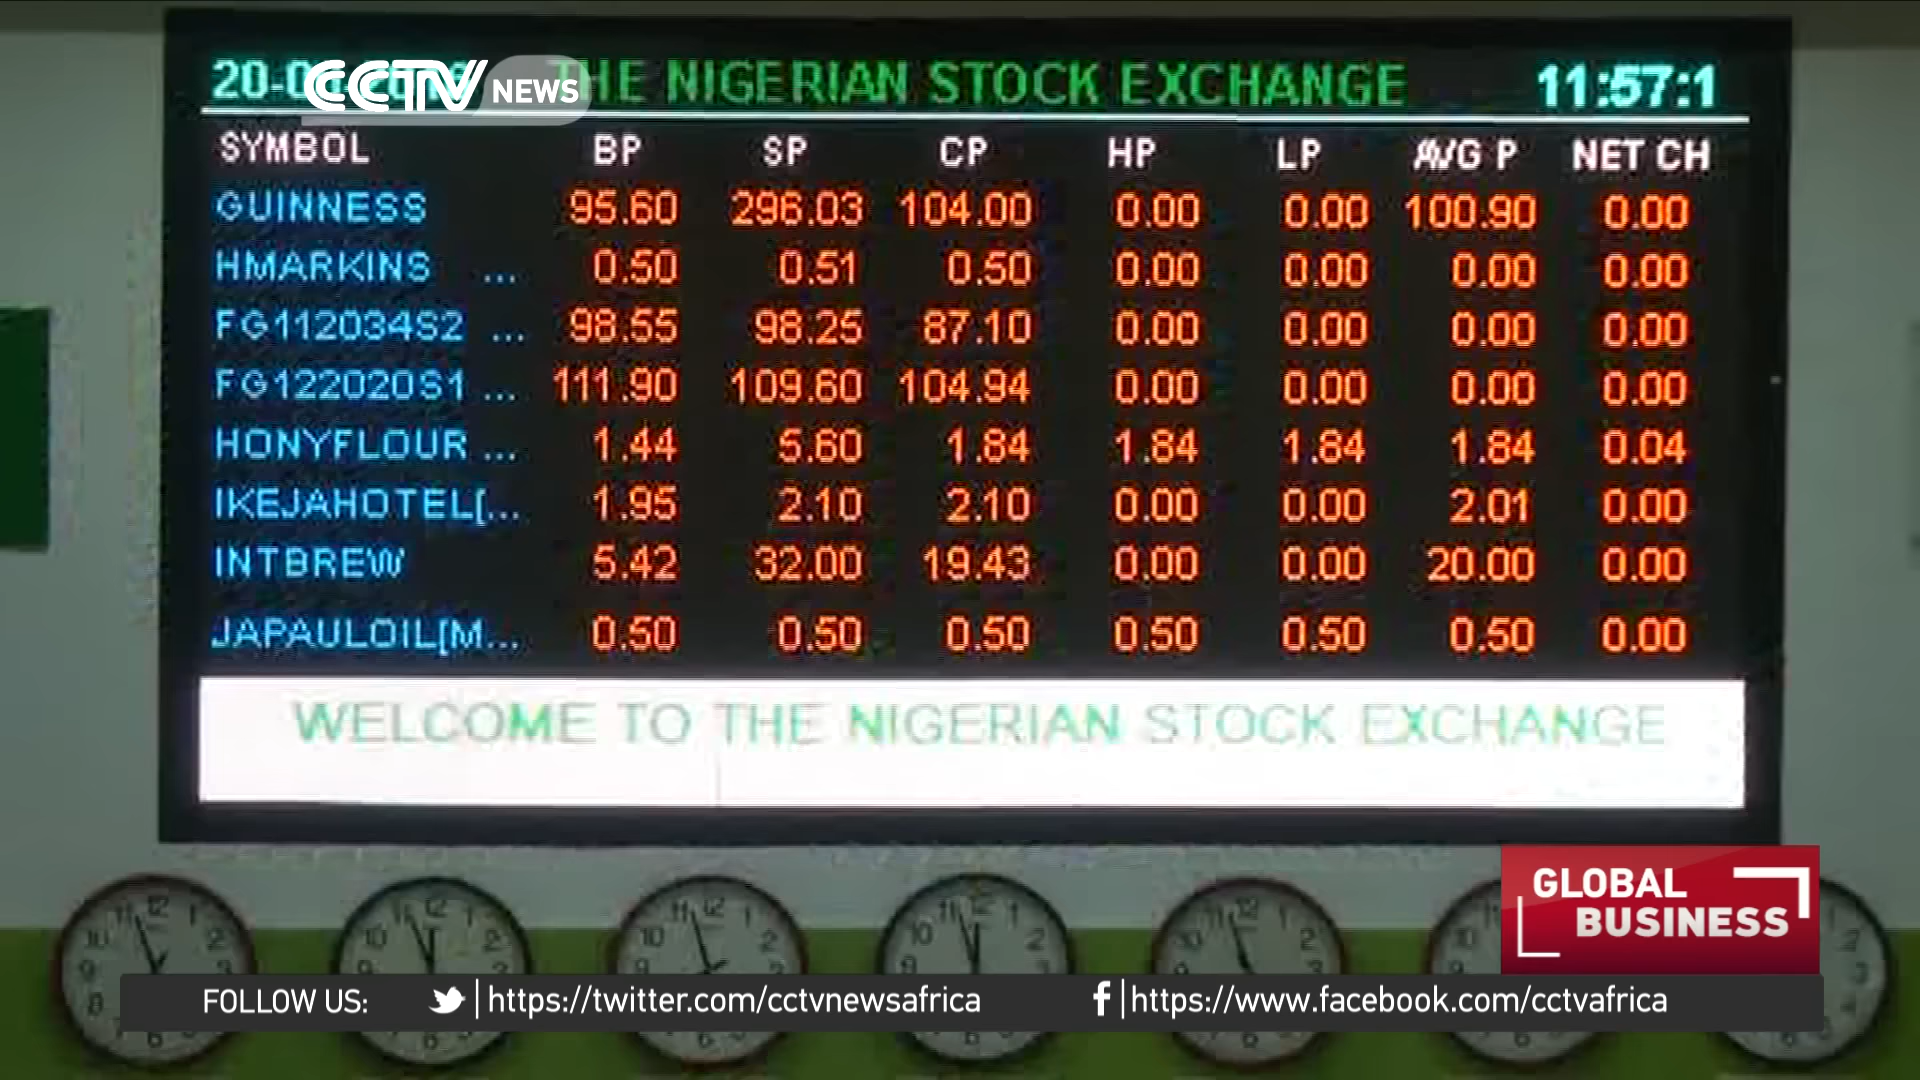 CCTV NEWS
THE NIGERIAN STOCK EXCHANGE 11:57:1
SYMBOL BP SP CP HP LP AVG P NET CH
GUINNESS 95.60 296.03 104.00 0.00 0.00 100.90 0.00
HMARKINS ... 0.50 0.51 0.50 0.00 0.00 0.00 0.00
FG112034S2 ... 98.55 98.25 87.10 0.00 0.00 0.00 0.00
FG122020S1 ... 111.90 109.60 104.94 0.00 0.00 0.00 0.00
HONYFLOUR ... 1.44 5.60 1.84 1.84 1.84 1.84 0.04
IKEJAHOTEL[... 1.95 2.10 2.10 0.00 0.00 2.01 0.00
INTBREW 5.42 32.00 19.43 0.00 0.00 20.00 0.00
JAPAULOIL[M... 0.50 0.50 0.50 0.50 0.50 0.50 0.00
WELCOME TO THE NIGERIAN STOCK EXCHANGE
GLOBAL
BUSINESS
FOLLOW US: https://twitter.com/cctvnewsafrica https://www.facebook.com/cctvafrica